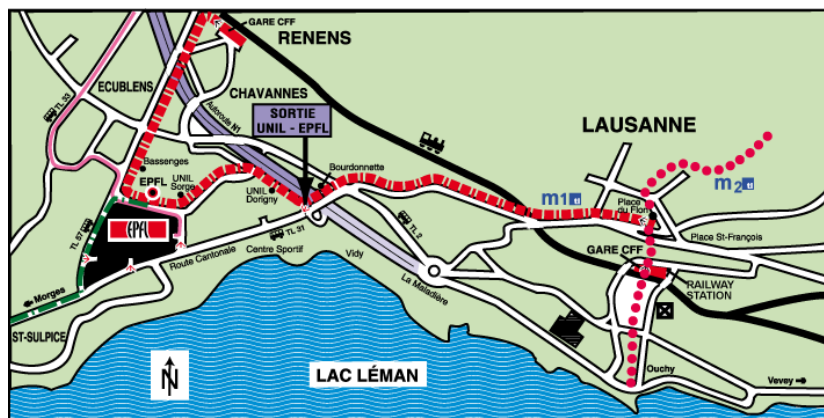 GARE CFF
RENENS
ECUBLENS
TL 33
Autoroute N1
CHAVANNES
SORTIE
UNIL - EPFL
LAUSANNE
Bassenges
EPFL
UNIL
Sorge
UNIL
Dorigny
Bourdonnette
m1
m2
Place
du Flon
Place St-François
EPFL
TL 57
TL 31
TL 2
Route Cantonale
Centre Sportif
Vidy
La Maladière
GARE CFF
RAILWAY
STATION
Morges
ST-SULPICE
N
LAC LÉMAN
Ouchy
Vevey